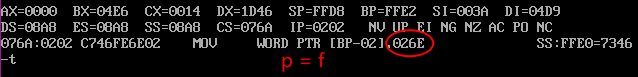 AX=0000 BX=04E6 CX=0014 DX=1D46 SP=FFD8 BP=FFE2 SI=003A DI=04D9
DS=08A8 ES=08A8 SS=08A8 CS=076A IP=0202 NV UP EI NG NZ AC PO NC
076A:0202 C746FE6E02 MOV WORD PTR [BP-02],026E SS:FFE0=7346
-t
p = f